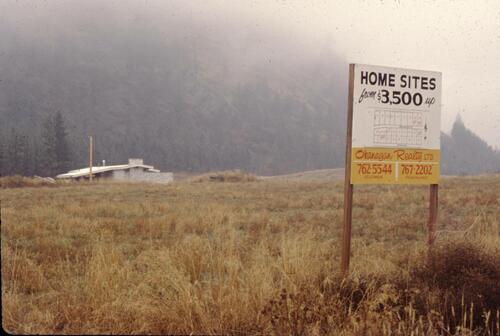 HOME SITES
from $3,500 up
Okanagan Realty LTD.
762-5544 767-2202